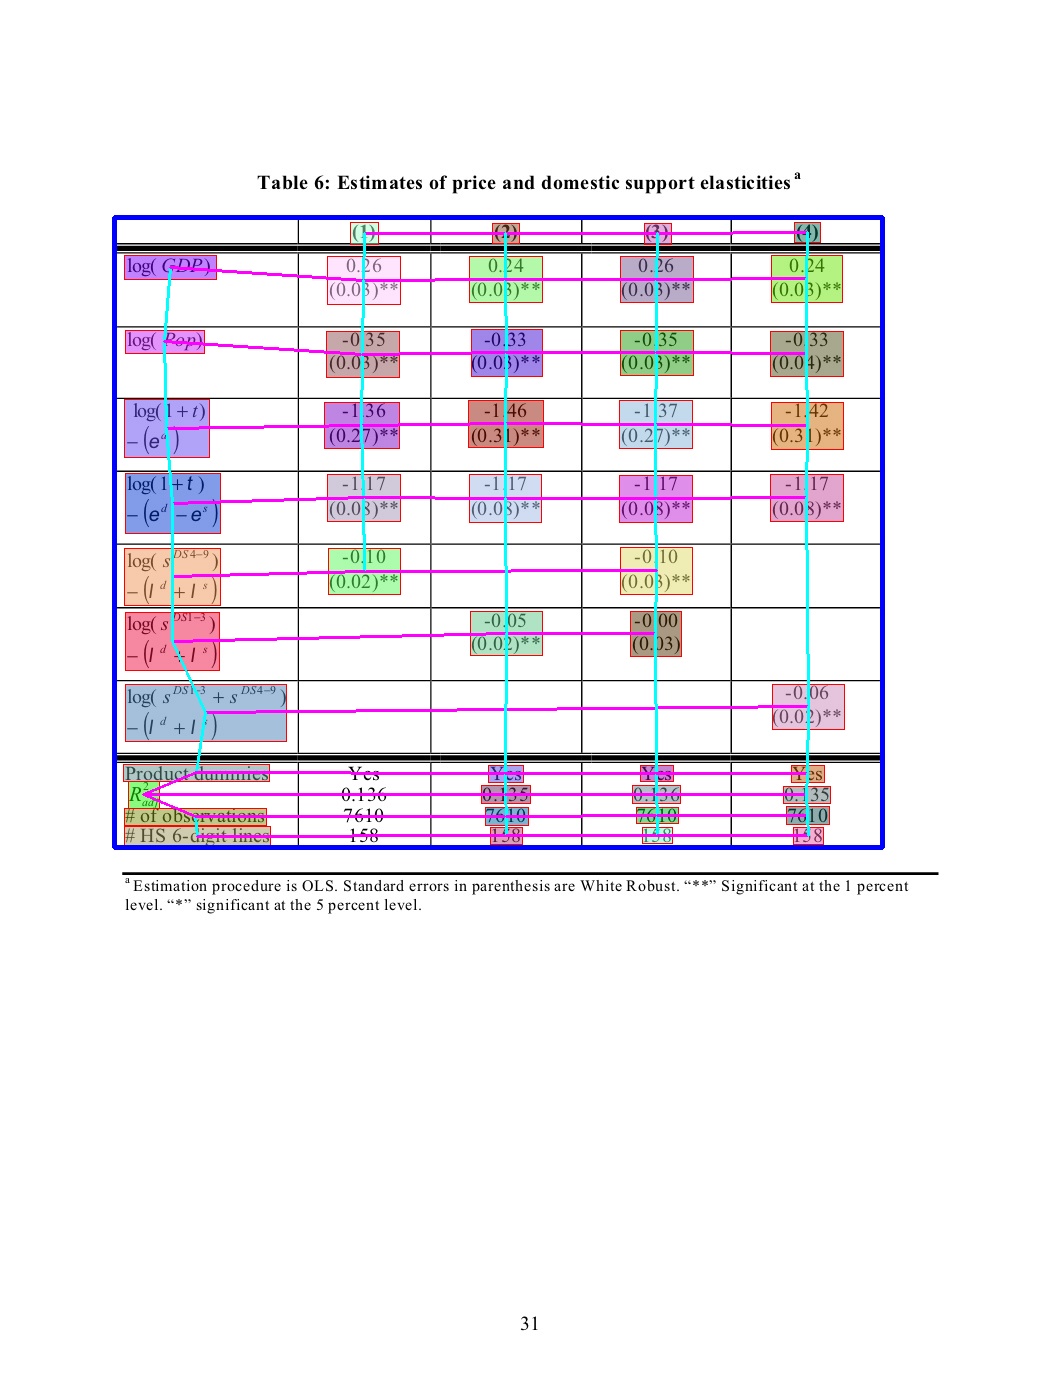 Table 6: Estimates of price and domestic support elasticities a
(1) (2) (3) (4)
log( GDP) 0.26 0.24 0.26 0.24
(0.03)** (0.03)** (0.03)** (0.03)**
log( Pop) -0.35 -0.33 -0.35 -0.33
(0.03)** (0.03)** (0.03)** (0.04)**
log(1+t) -1.36 -1.46 -1.37 -1.42
−(e^d) (0.27)** (0.31)** (0.27)** (0.31)**
log(1+t) -1.17 -1.17 -1.17 -1.17
−(e^d − e^s) (0.08)** (0.08)** (0.08)** (0.08)**
log( s^DS4−9) -0.10 -0.10
−(l^d + l^s) (0.02)** (0.03)**
log( s^DS1−3) -0.05 -0.00
−(l^d + l^s) (0.02)** (0.03)
log( s^DS1−3 + s^DS4−9) -0.06
−(l^d + l^s) (0.02)**
Product dummies Yes Yes Yes Yes
R²adj 0.136 0.135 0.136 0.135
# of observations 7610 7610 7610 7610
# HS 6-digit lines 158 158 158 158
a Estimation procedure is OLS. Standard errors in parenthesis are White Robust. “**” Significant at the 1 percent
level. “*” significant at the 5 percent level.
31